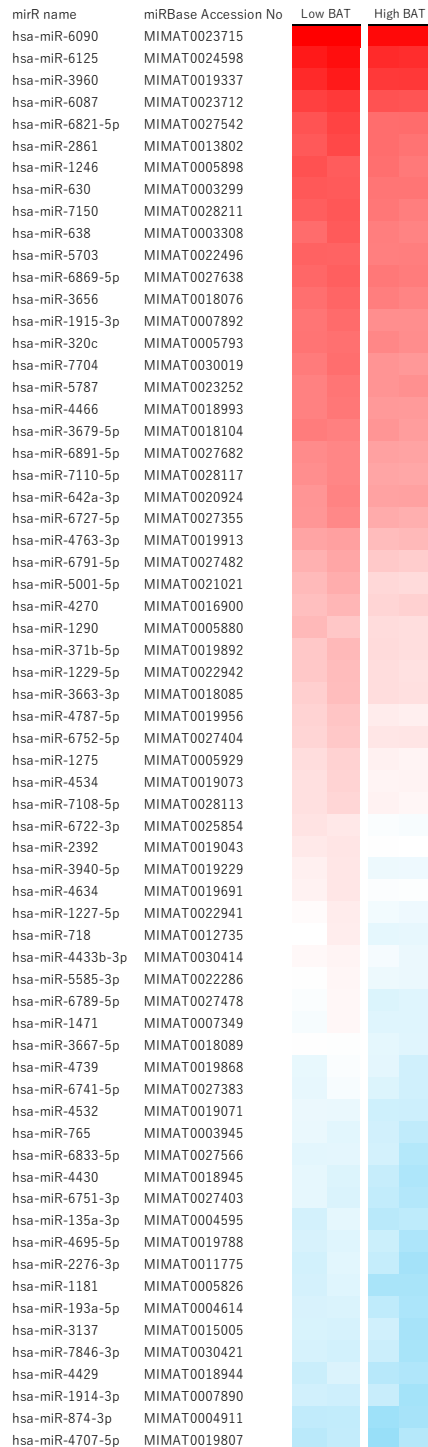 mirR name miRBase Accession No Low BAT High BAT
hsa-miR-6090 MIMAT0023715
hsa-miR-6125 MIMAT0024598
hsa-miR-3960 MIMAT0019337
hsa-miR-6087 MIMAT0023712
hsa-miR-6821-5p MIMAT0027542
hsa-miR-2861 MIMAT0013802
hsa-miR-1246 MIMAT0005898
hsa-miR-630 MIMAT0003299
hsa-miR-7150 MIMAT0028211
hsa-miR-638 MIMAT0003308
hsa-miR-5703 MIMAT0022496
hsa-miR-6869-5p MIMAT0027638
hsa-miR-3656 MIMAT0018076
hsa-miR-1915-3p MIMAT0007892
hsa-miR-320c MIMAT0005793
hsa-miR-7704 MIMAT0030019
hsa-miR-5787 MIMAT0023252
hsa-miR-4466 MIMAT0018993
hsa-miR-3679-5p MIMAT0018104
hsa-miR-6891-5p MIMAT0027682
hsa-miR-7110-5p MIMAT0028117
hsa-miR-642a-3p MIMAT0020924
hsa-miR-6727-5p MIMAT0027355
hsa-miR-4763-3p MIMAT0019913
hsa-miR-6791-5p MIMAT0027482
hsa-miR-5001-5p MIMAT0021021
hsa-miR-4270 MIMAT0016900
hsa-miR-1290 MIMAT0005880
hsa-miR-371b-5p MIMAT0019892
hsa-miR-1229-5p MIMAT0022942
hsa-miR-3663-3p MIMAT0018085
hsa-miR-4787-5p MIMAT0019956
hsa-miR-6752-5p MIMAT0027404
hsa-miR-1275 MIMAT0005929
hsa-miR-4534 MIMAT0019073
hsa-miR-7108-5p MIMAT0028113
hsa-miR-6722-3p MIMAT0025854
hsa-miR-2392 MIMAT0019043
hsa-miR-3940-5p MIMAT0019229
hsa-miR-4634 MIMAT0019691
hsa-miR-1227-5p MIMAT0022941
hsa-miR-718 MIMAT0012735
hsa-miR-4433b-3p MIMAT0030414
hsa-miR-5585-3p MIMAT0022286
hsa-miR-6789-5p MIMAT0027478
hsa-miR-1471 MIMAT0007349
hsa-miR-3667-5p MIMAT0018089
hsa-miR-4739 MIMAT0019868
hsa-miR-6741-5p MIMAT0027383
hsa-miR-4532 MIMAT0019071
hsa-miR-765 MIMAT0003945
hsa-miR-6833-5p MIMAT0027566
hsa-miR-4430 MIMAT0018945
hsa-miR-6751-3p MIMAT0027403
hsa-miR-135a-3p MIMAT0004595
hsa-miR-4695-5p MIMAT0019788
hsa-miR-2276-3p MIMAT0011775
hsa-miR-1181 MIMAT0005826
hsa-miR-193a-5p MIMAT0004614
hsa-miR-3137 MIMAT0015005
hsa-miR-7846-3p MIMAT0030421
hsa-miR-4429 MIMAT0018944
hsa-miR-1914-3p MIMAT0007890
hsa-miR-874-3p MIMAT0004911
hsa-miR-4707-5p MIMAT0019807